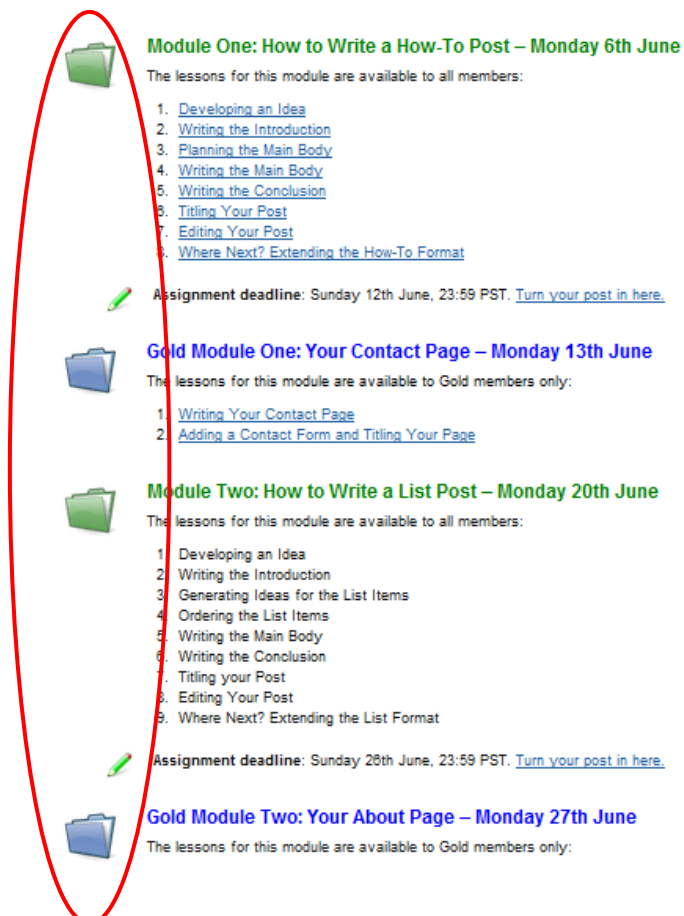 Module One: How to Write a How-To Post – Monday 6th June
The lessons for this module are available to all members:
1. Developing an Idea
2. Writing the Introduction
3. Planning the Main Body
4. Writing the Main Body
5. Writing the Conclusion
6. Titling Your Post
7. Editing Your Post
8. Where Next? Extending the How-To Format
Assignment deadline: Sunday 12th June, 23:59 PST. Turn your post in here.
Gold Module One: Your Contact Page – Monday 13th June
The lessons for this module are available to Gold members only:
1. Writing Your Contact Page
2. Adding a Contact Form and Titling Your Page
Module Two: How to Write a List Post – Monday 20th June
The lessons for this module are available to all members:
1. Developing an Idea
2. Writing the Introduction
3. Generating Ideas for the List Items
4. Ordering the List Items
5. Writing the Main Body
6. Writing the Conclusion
7. Titling your Post
8. Editing Your Post
9. Where Next? Extending the List Format
Assignment deadline: Sunday 26th June, 23:59 PST. Turn your post in here.
Gold Module Two: Your About Page – Monday 27th June
The lessons for this module are available to Gold members only: